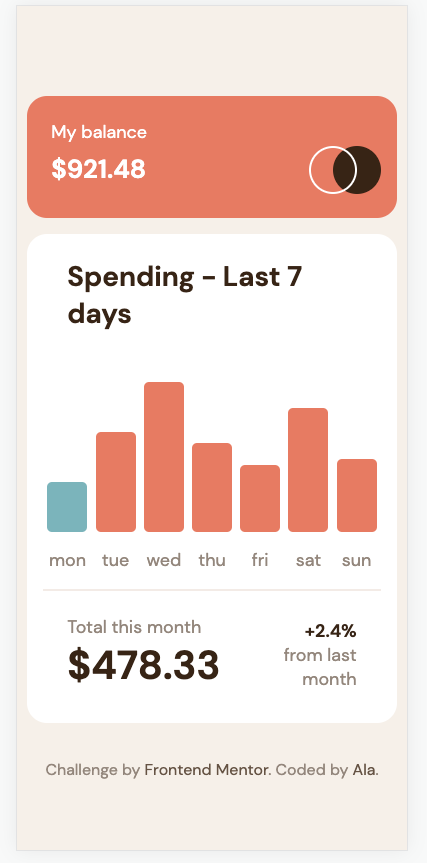 My balance
$921.48
Spending - Last 7
days
mon tue wed thu fri sat sun
Total this month
$478.33
+2.4%
from last
month
Challenge by Frontend Mentor. Coded by Ala.